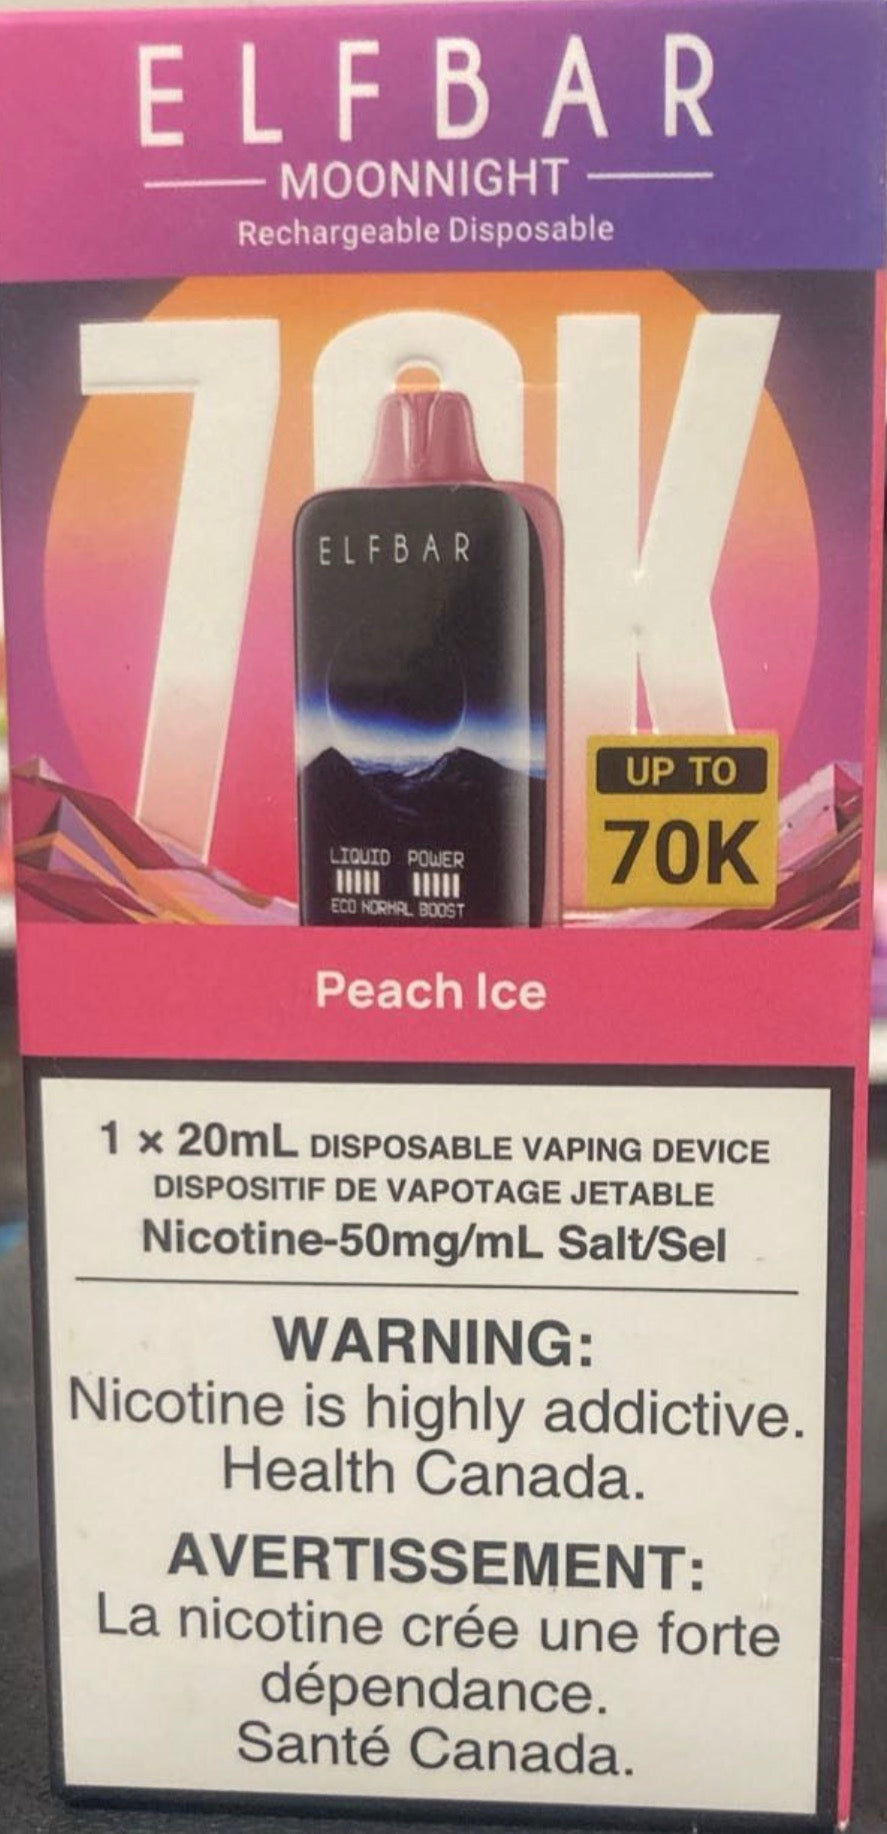 ELFBAR
MOONNIGHT
Rechargeable Disposable
70K
ELFBAR
LIQUID POWER
ECO NORMAL BOOST
UP TO
70K
Peach Ice
1 × 20mL DISPOSABLE VAPING DEVICE
DISPOSITIF DE VAPOTAGE JETABLE
Nicotine-50mg/mL Salt/Sel
WARNING:
Nicotine is highly addictive.
Health Canada.
AVERTISSEMENT:
La nicotine crée une forte
dépendance.
Santé Canada.